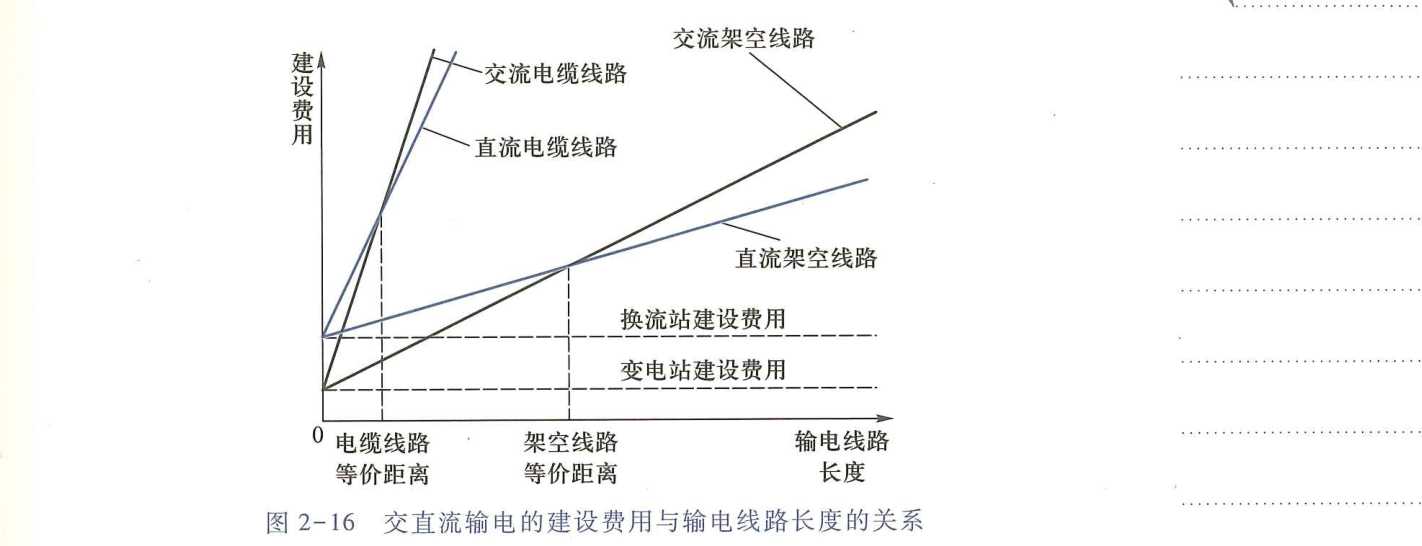 建设费用
交流架空线路
交流电缆线路
直流电缆线路
直流架空线路
换流站建设费用
变电站建设费用
0
电缆线路
等价距离
架空线路
等价距离
输电线路
长度
图 2-16 交直流输电的建设费用与输电线路长度的关系